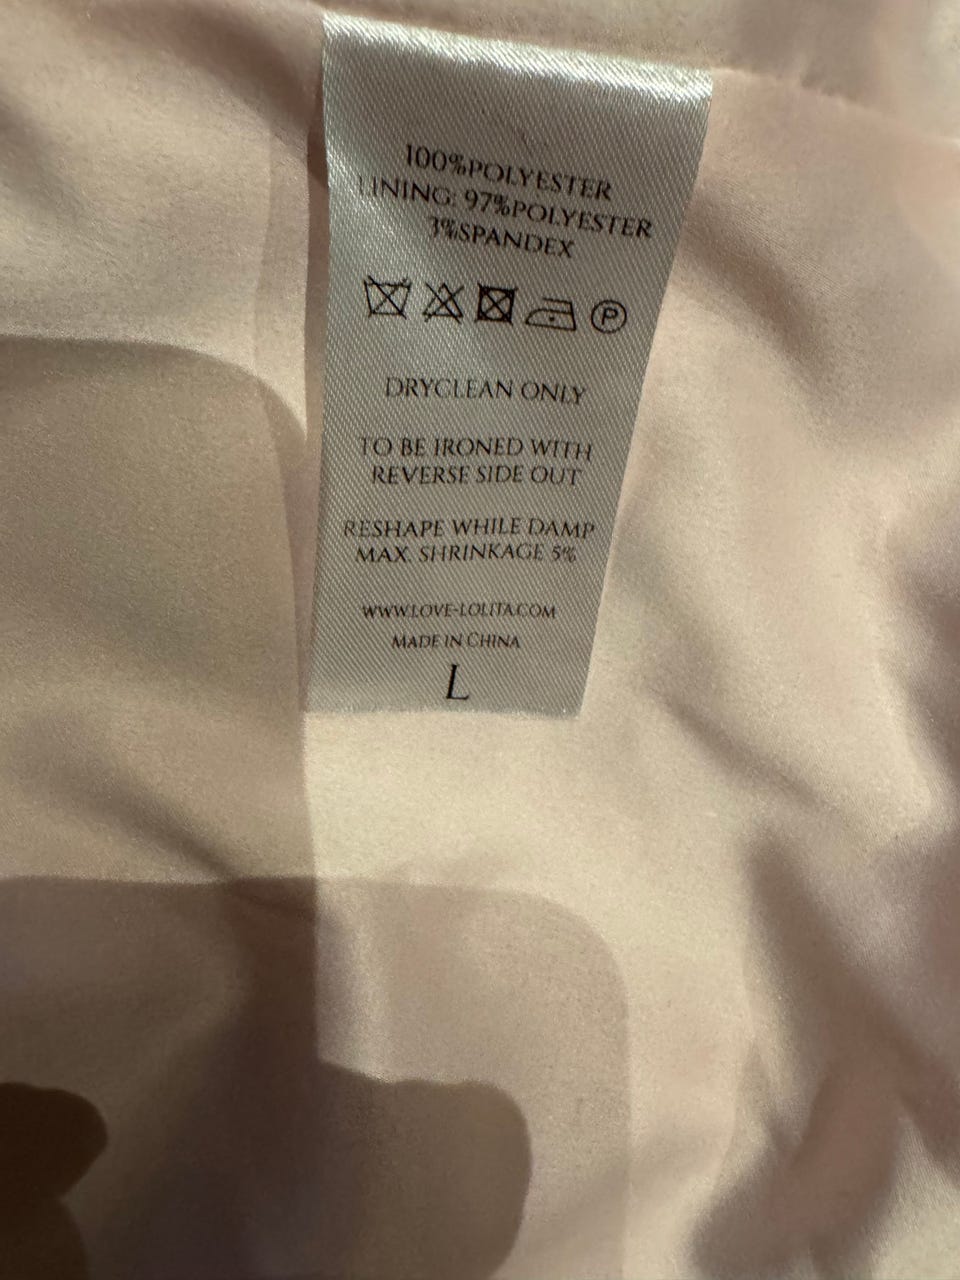 100%POLYESTER
LINING: 97%POLYESTER
3%SPANDEX
P
DRYCLEAN ONLY
TO BE IRONED WITH
REVERSE SIDE OUT
RESHAPE WHILE DAMP
MAX. SHRINKAGE 5%
WWW.LOVE-LOLITA.COM
MADE IN CHINA
L